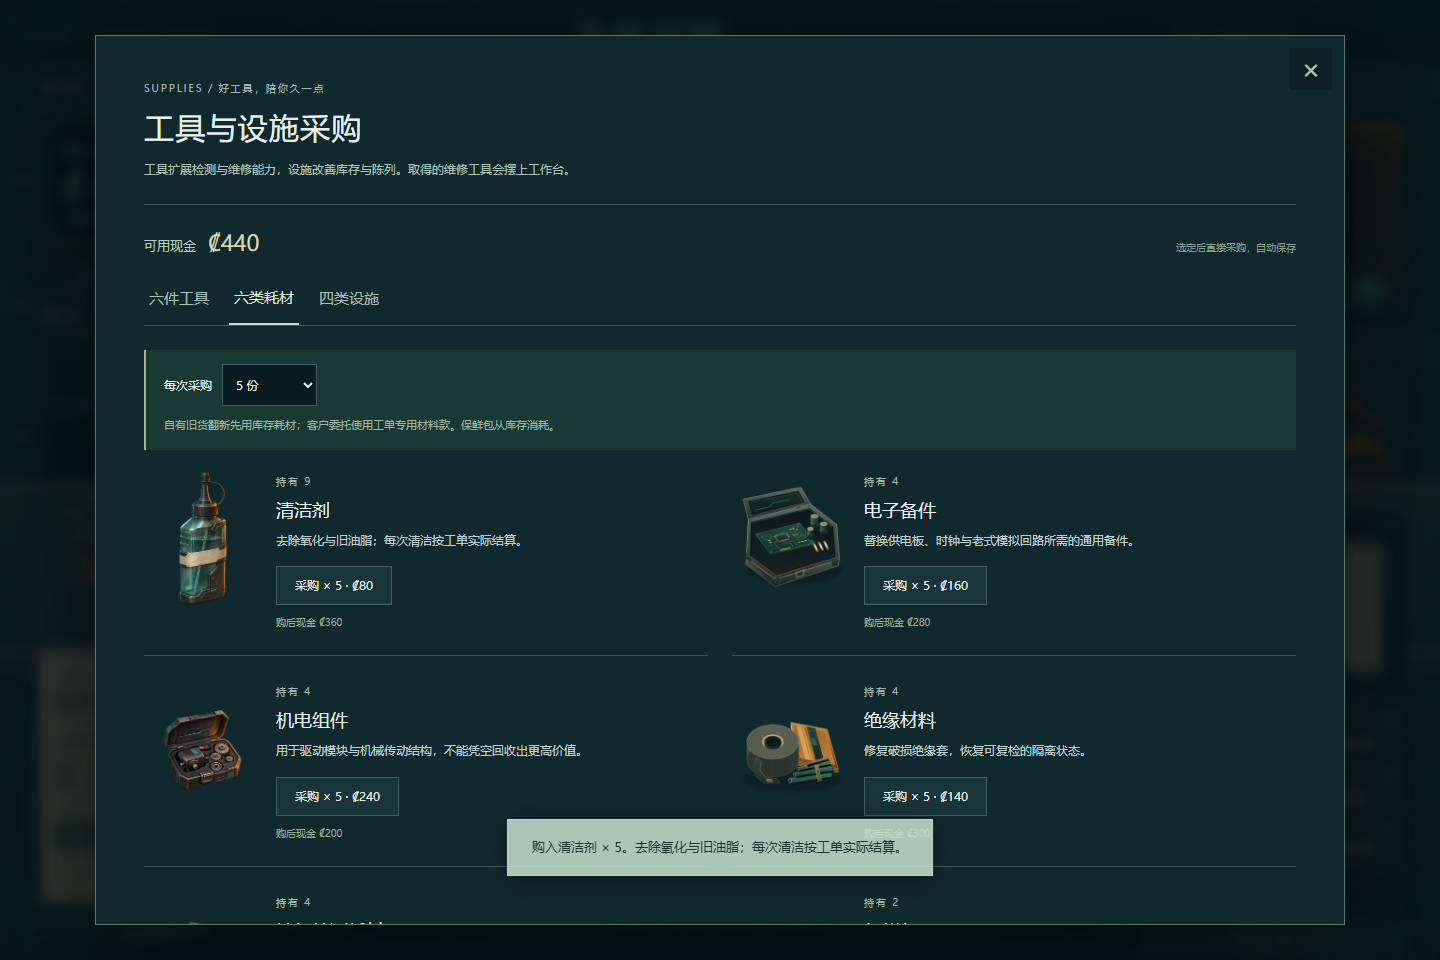 SUPPLIES / 好工具，陪你久一点
工具与设施采购
工具扩展检测与维修能力，设施改善库存与陈列。取得的维修工具会摆上工作台。
可用现金 ₡440
选定后直接采购，自动保存
六件工具 六类耗材 四类设施
每次采购 5 份
自有旧货翻新先用库存耗材；客户委托使用工单专用材料款。保鲜包从库存消耗。
持有 9
清洁剂
去除氧化与旧油脂；每次清洁按工单实际结算。
采购 × 5 · ₡80
购后现金 ₡360
持有 4
电子备件
替换供电板、时钟与老式模拟回路所需的通用备件。
采购 × 5 · ₡160
购后现金 ₡280
持有 4
机电组件
用于驱动模块与机械传动结构，不能凭空回收出更高价值。
采购 × 5 · ₡240
购后现金 ₡200
持有 4
绝缘材料
修复破损绝缘套，恢复可复检的隔离状态。
采购 × 5 · ₡140
购后现金 ₡300
购入清洁剂 × 5。去除氧化与旧油脂；每次清洁按工单实际结算。
持有 4
持有 2